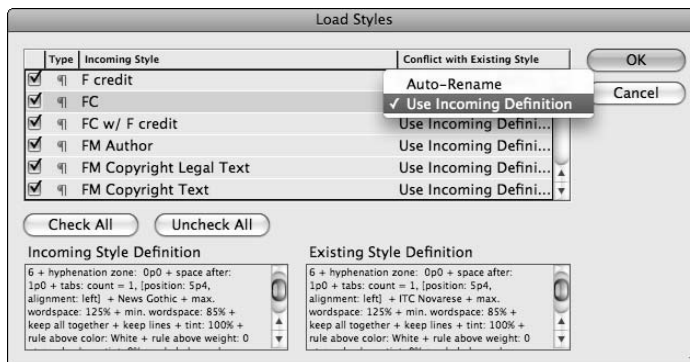 Load Styles
Type Incoming Style Conflict with Existing Style
F credit
FC
FC w/ F credit Use Incoming Defini...
FM Author Use Incoming Defini...
FM Copyright Legal Text Use Incoming Defini...
FM Copyright Text Use Incoming Defini...
Auto-Rename
✓ Use Incoming Definition
OK
Cancel
Check All Uncheck All
Incoming Style Definition
6 + hyphenation zone: 0p0 + space after:
1p0 + tabs: count = 1, [position: 5p4,
alignment: left] + News Gothic + max.
wordspace: 125% + min. wordspace: 85% +
keep all together + keep lines + tint: 100% +
rule above color: White + rule above weight: 0
Existing Style Definition
6 + hyphenation zone: 0p0 + space after:
1p0 + tabs: count = 1, [position: 5p4,
alignment: left] + ITC Novarese + max.
wordspace: 125% + min. wordspace: 85% +
keep all together + keep lines + tint: 100% +
rule above color: White + rule above weight: 0